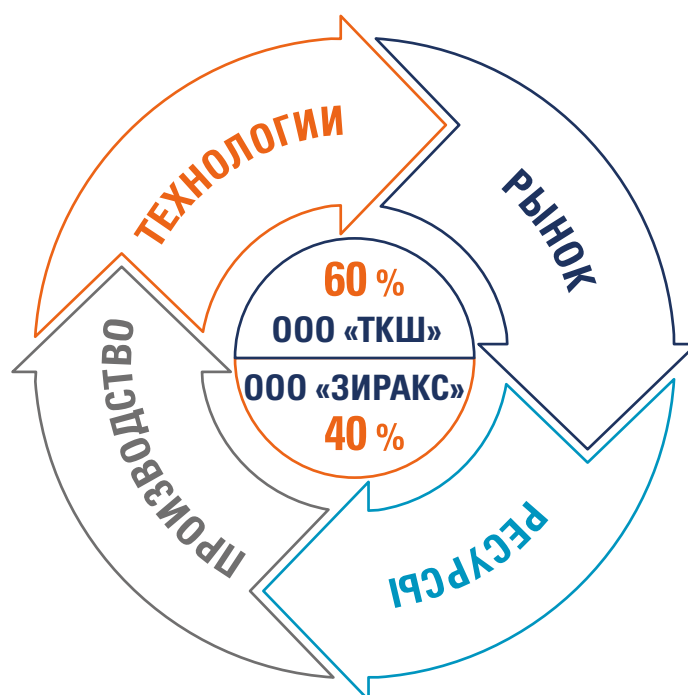 ТЕХНОЛОГИИ
РЫНОК
60 %
ООО «ТКШ»
ООО «ЗИРАКС»
40 %
ПРОИЗВОДСТВО
РЕСУРСЫ